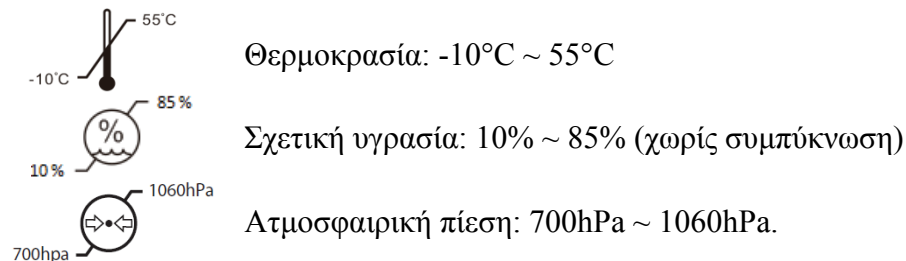 55°C
-10°C
Θερμοκρασία: -10°C ~ 55°C
85%
%
10%
Σχετική υγρασία: 10% ~ 85% (χωρίς συμπύκνωση)
1060hPa
700hpa
Ατμοσφαιρική πίεση: 700hPa ~ 1060hPa.